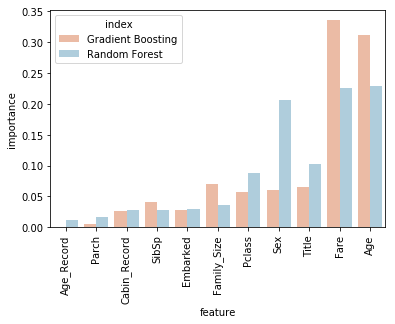 index
Gradient Boosting
Random Forest
importance
0.35
0.30
0.25
0.20
0.15
0.10
0.05
0.00
Age_Record
Parch
Cabin_Record
SibSp
Embarked
Family_Size
Pclass
Sex
Title
Fare
Age
feature